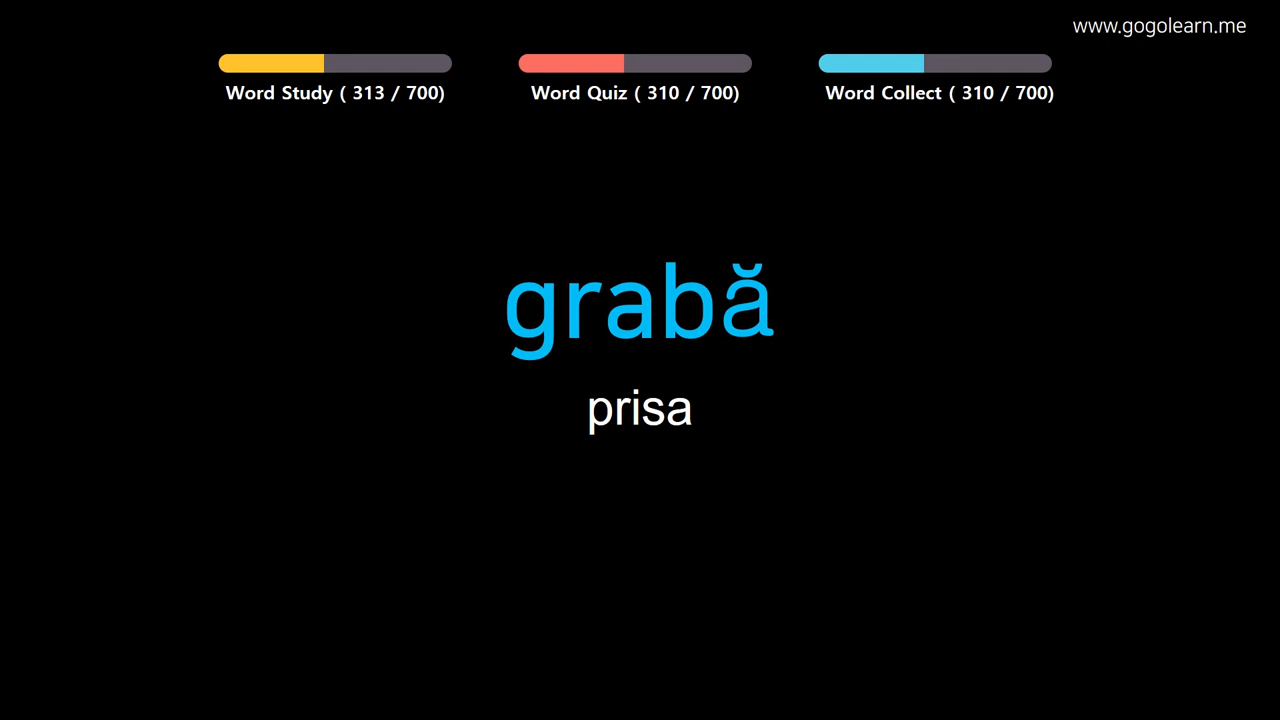 www.gogolearn.me
Word Study ( 313 / 700)
Word Quiz ( 310 / 700)
Word Collect ( 310 / 700)
grabă
prisa